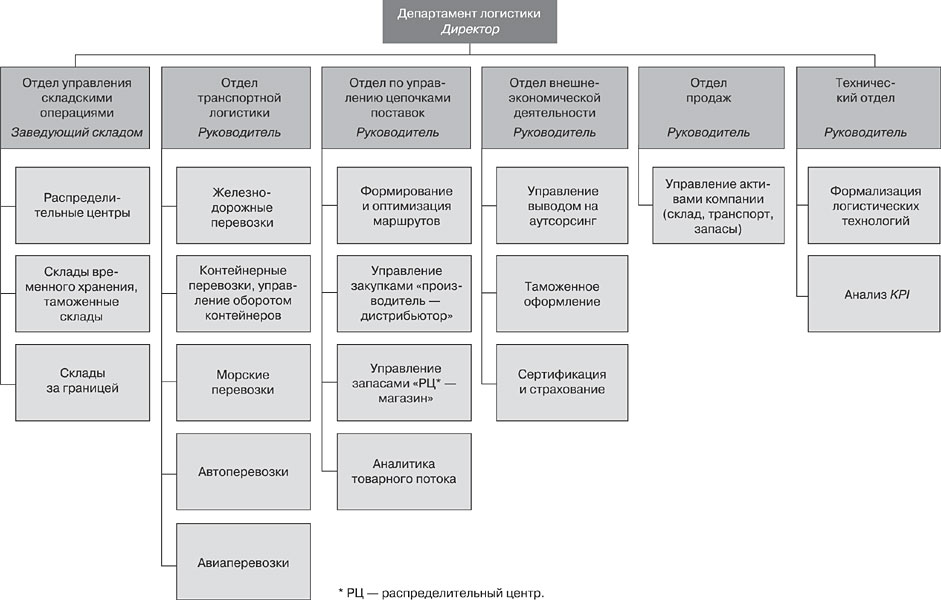 Департамент логистики
Директор
Отдел управления
складскими
операциями
Заведующий складом
Распредели-
тельные центры
Склады вре-
менного хранения,
таможенные
склады
Склады
за границей
Отдел
транспортной
логистики
Руководитель
Железно-
дорожные
перевозки
Контейнерные
перевозки, управ-
ление оборотом
контейнеров
Морские
перевозки
Автоперевозки
Авиаперевозки
Отдел по управ-
лению цепочками
поставок
Руководитель
Формирование
и оптимизация
маршрутов
Управление
закупками «произ-
водитель —
дистрибьютор»
Управление
запасами «РЦ* —
магазин»
Аналитика
товарного потока
Отдел внешне-
экономической
деятельности
Руководитель
Управление
выводом на
аутсорсинг
Таможенное
оформление
Сертификация
и страхование
Отдел
продаж
Руководитель
Управление акти-
вами компании
(склад, транспорт,
запасы)
Техничес-
кий отдел
Руководитель
Формализация
логистических
технологий
Анализ KPI
* РЦ — распределительный центр.